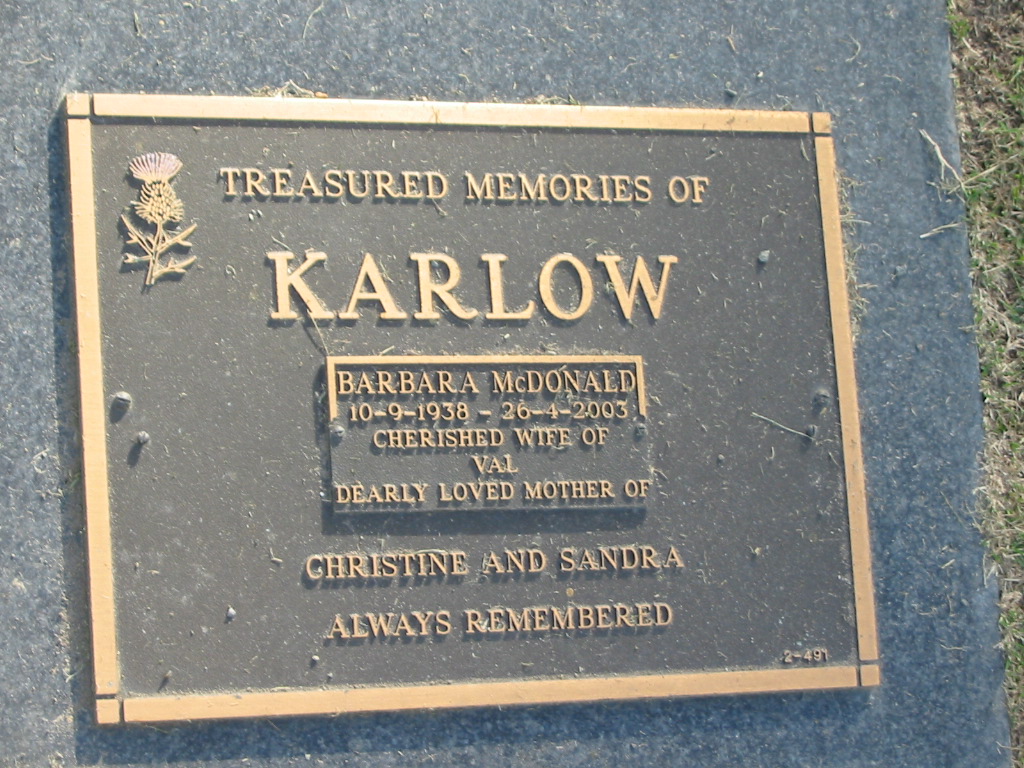 TREASURED MEMORIES OF
KARLOW
BARBARA McDONALD
10-9-1938 - 26-4-2003
CHERISHED WIFE OF
VAL
DEARLY LOVED MOTHER OF
CHRISTINE AND SANDRA
ALWAYS REMEMBERED
2-491